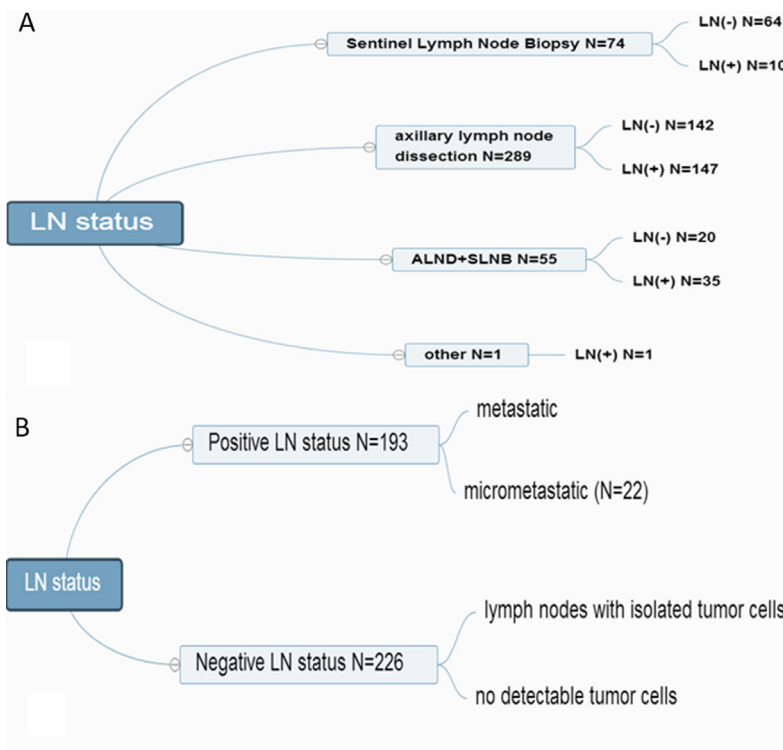 A
Sentinel Lymph Node Biopsy N=74
LN(-) N=64
LN(+) N=10
axillary lymph node
dissection N=289
LN(-) N=142
LN(+) N=147
LN status
ALND+SLNB N=55
LN(-) N=20
LN(+) N=35
other N=1
LN(+) N=1
B
Positive LN status N=193
metastatic
micrometastatic (N=22)
LN status
Negative LN status N=226
lymph nodes with isolated tumor cells
no detectable tumor cells